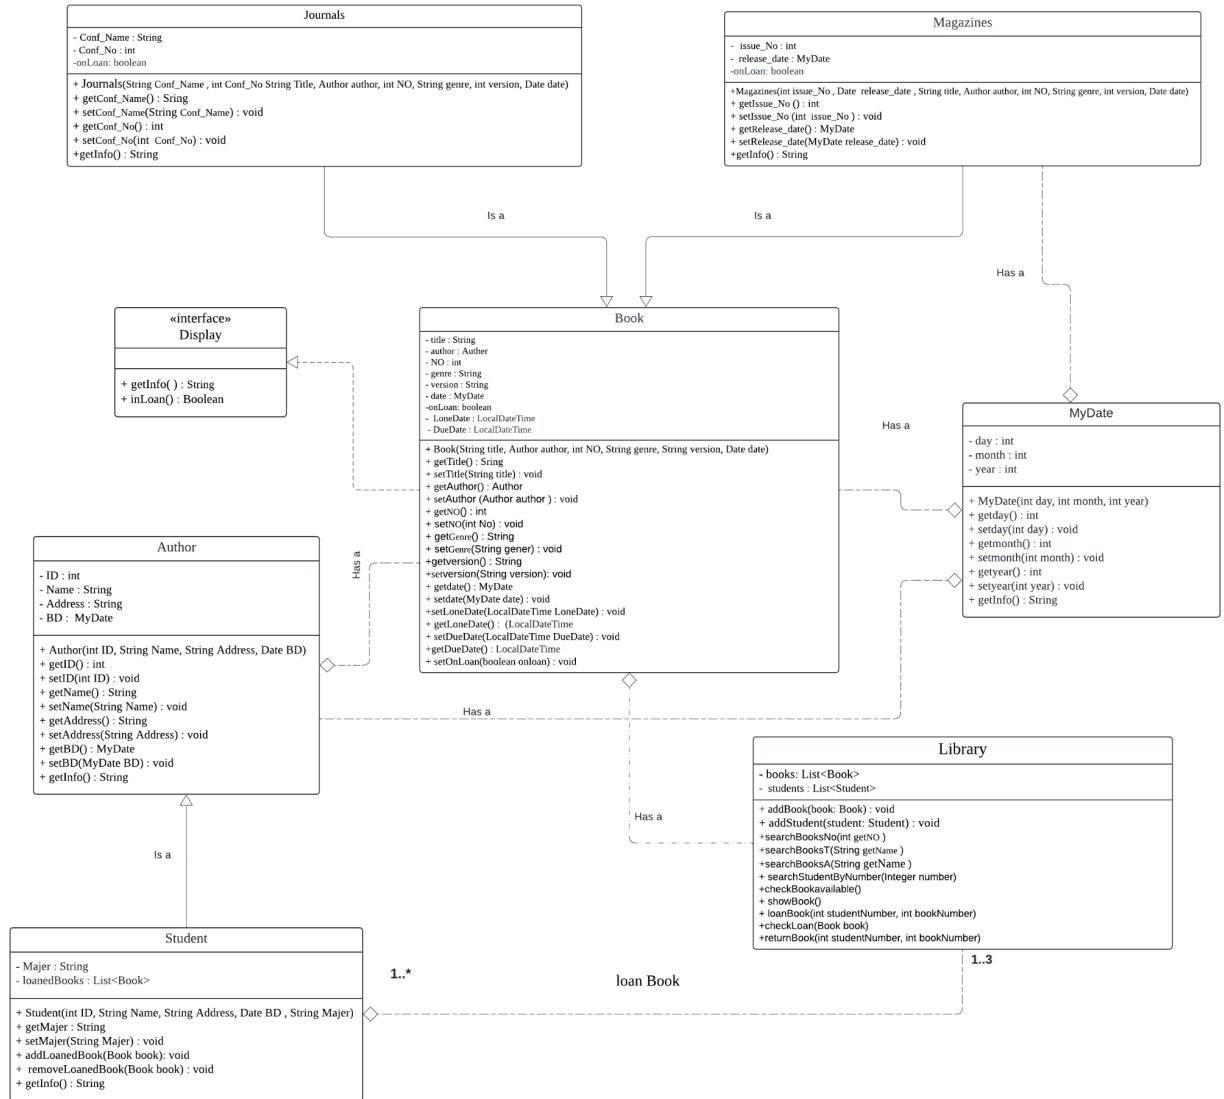 Journals
- Conf_Name : String
- Conf_No : int
-onLoan: boolean
+ Journals(String Conf_Name , int Conf_No String Title, Author author, int NO, String genre, int version, Date date)
+ getConf_Name() : Sring
+ setConf_Name(String Conf_Name) : void
+ getConf_No() : int
+ setConf_No(int Conf_No) : void
+getInfo() : String
Magazines
- issue_No : int
- release_date : MyDate
-onLoan: boolean
+Magazines(int issue_No , Date release_date , String title, Author author, int NO, String genre, int version, Date date)
+ getIssue_No () : int
+ setIssue_No (int issue_No ) : void
+ getRelease_date() : MyDate
+ setRelease_date(MyDate release_date) : void
+getInfo() : String
Is a
Is a
Has a
«interface»
Display
+ getInfo( ) : String
+ inLoan() : Boolean
Book
- title : String
- author : Auther
- NO : int
- genre : String
- version : String
- date : MyDate
-onLoan: boolean
- LoneDate : LocalDateTime
- DueDate : LocalDateTime
+ Book(String title, Author author, int NO, String genre, String version, Date date)
+ getTitle() : Sring
+ setTitle(String title) : void
+ getAuthor() : Author
+ setAuthor (Author author ) : void
+ getNO() : int
+ setNO(int No) : void
+ getGenre() : String
+ setGenre(String gener) : void
+getversion() : String
+setversion(String version): void
+ getdate() : MyDate
+ setdate(MyDate date) : void
+setLoneDate(LocalDateTime LoneDate) : void
+ getLoneDate() : (LocalDateTime
+ setDueDate(LocalDateTime DueDate) : void
+getDueDate() : LocalDateTime
+ setOnLoan(boolean onloan) : void
Has a
MyDate
- day : int
- month : int
- year : int
+ MyDate(int day, int month, int year)
+ getday() : int
+ setday(int day) : void
+ getmonth() : int
+ setmonth(int month) : void
+ getyear() : int
+ setyear(int year) : void
+ getInfo() : String
Author
- ID : int
- Name : String
- Address : String
- BD : MyDate
+ Author(int ID, String Name, String Address, Date BD)
+ getID() : int
+ setID(int ID) : void
+ getName() : String
+ setName(String Name) : void
+ getAddress() : String
+ setAddress(String Address) : void
+ getBD() : MyDate
+ setBD(MyDate BD) : void
+ getInfo() : String
Has a
Has a
Library
- books: List<Book>
- students : List<Student>
+ addBook(book: Book) : void
+ addStudent(student: Student) : void
+searchBooksNo(int getNO )
+searchBooksT(String getName )
+searchBooksA(String getName )
+ searchStudentByNumber(Integer number)
+checkBookavailable()
+ showBook()
+ loanBook(int studentNumber, int bookNumber)
+checkLoan(Book book)
+returnBook(int studentNumber, int bookNumber)
Has a
Is a
Student
- Majer : String
- loanedBooks : List<Book>
+ Student(int ID, String Name, String Address, Date BD , String Majer)
+ getMajer : String
+ setMajer(String Majer) : void
+ addLoanedBook(Book book): void
+ removeLoanedBook(Book book) : void
+ getInfo() : String
1..*
loan Book
1..3